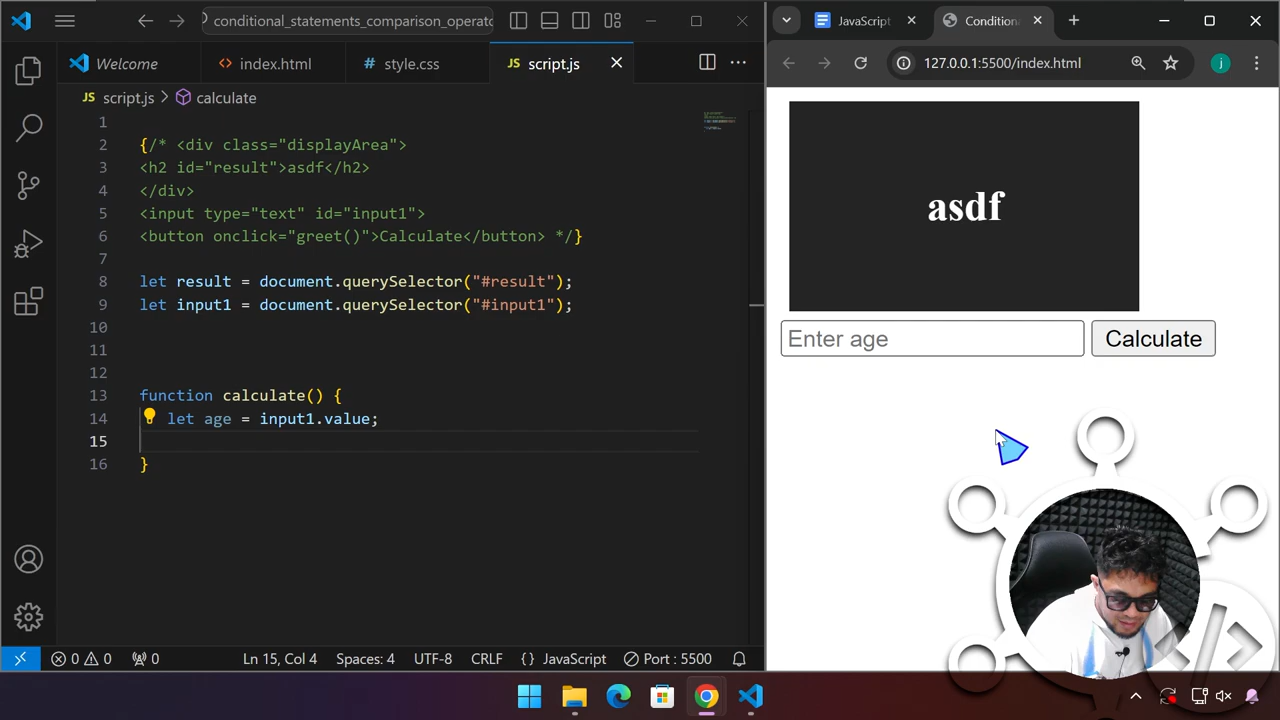 conditional_statements_comparison_operato
JavaScript
Condition
Welcome
index.html
style.css
JS script.js
127.0.0.1:5500/index.html
j
JS script.js > calculate
1
2 {/* <div class="displayArea">
3 <h2 id="result">asdf</h2>
4 </div>
5 <input type="text" id="input1">
6 <button onclick="greet()">Calculate</button> */}
7
8 let result = document.querySelector("#result");
9 let input1 = document.querySelector("#input1");
10
11
12
13 function calculate() {
14 let age = input1.value;
15
16 }
asdf
Enter age
Calculate
0 0 0 Ln 15, Col 4 Spaces: 4 UTF-8 CRLF {} JavaScript Port : 5500